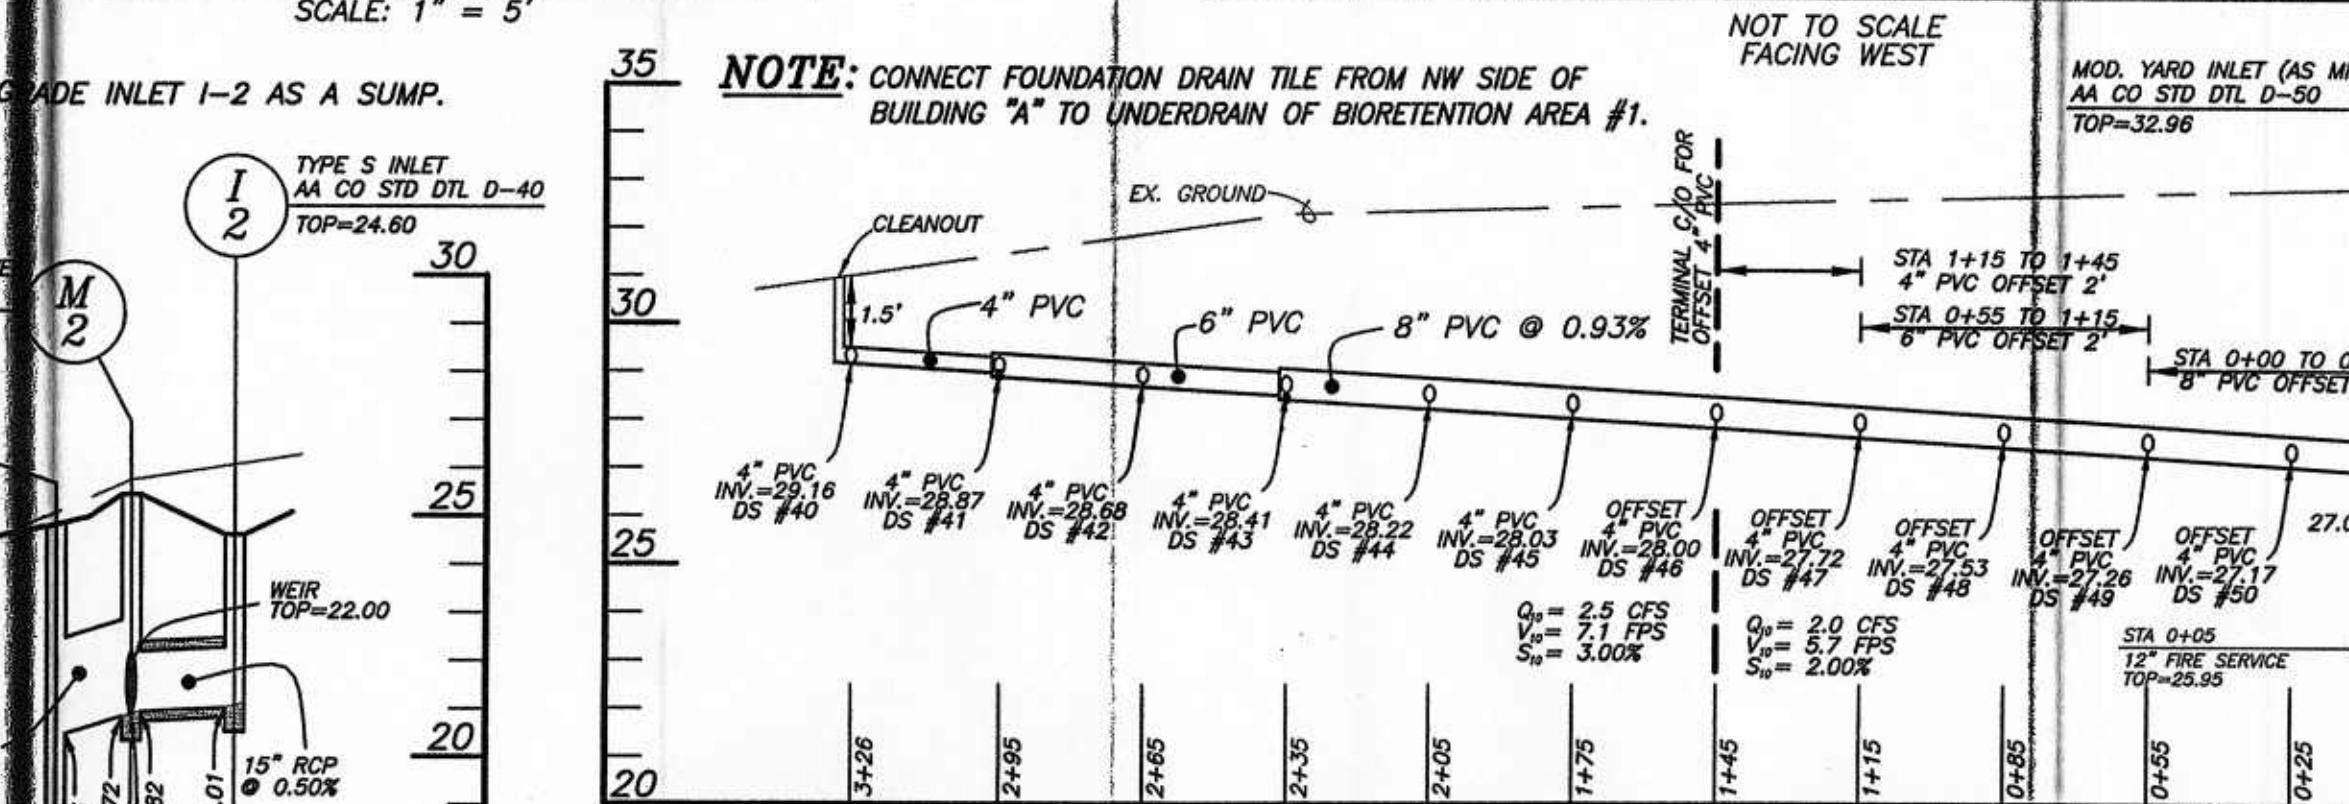 SCALE: 1" = 5'
GRADE INLET I-2 AS A SUMP.
I
2
TYPE S INLET
AA CO STD DTL D-40
TOP=24.60
M
2
30
25
20
WEIR
TOP=22.00
15" RCP
@ 0.50%
72
.01
35
30
25
20
NOTE: CONNECT FOUNDATION DRAIN TILE FROM NW SIDE OF
BUILDING "A" TO UNDERDRAIN OF BIORETENTION AREA #1.
NOT TO SCALE
FACING WEST
MOD. YARD INLET (AS
AA CO STD DTL D-50
TOP=32.96
EX. GROUND
CLEANOUT
1.5'
4" PVC
6" PVC
8" PVC @ 0.93%
TERMINAL C/O FOR
OFFSET 4" PVC
STA 1+15 TO 1+45
4" PVC OFFSET 2'
STA 0+55 TO 1+15
6" PVC OFFSET 2'
STA 0+00 TO
8" PVC OFFSET
4" PVC
INV.=29.16
DS #40
4" PVC
INV.=28.87
DS #41
4" PVC
INV.=28.68
DS #42
4" PVC
INV.=28.41
DS #43
4" PVC
INV.=28.22
DS #44
4" PVC
INV.=28.03
DS #45
OFFSET
4" PVC
INV.=28.00
DS #46
OFFSET
4" PVC
INV.=27.72
DS #47
OFFSET
4" PVC
INV.=27.53
DS #48
OFFSET
4" PVC
INV.=27.26
DS #49
OFFSET
4" PVC
INV.=27.17
DS #50
27.0
Q₁₀= 2.5 CFS
V₁₀= 7.1 FPS
S₁₀= 3.00%
Q₁₀= 2.0 CFS
V₁₀= 5.7 FPS
S₁₀= 2.00%
STA 0+05
12" FIRE SERVICE
TOP=25.95
3+26
2+95
2+65
2+35
2+05
1+75
1+45
1+15
0+85
0+55
0+25